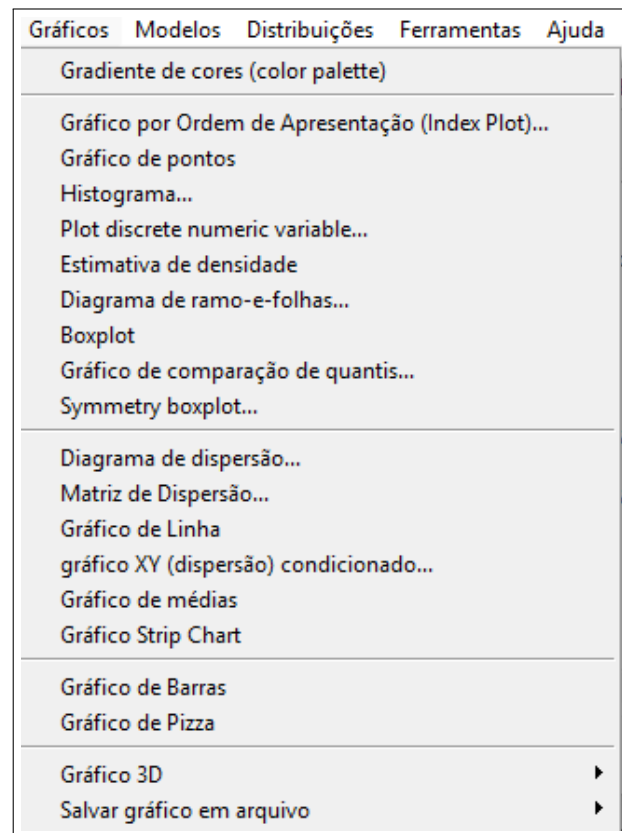 Gráficos Modelos Distribuições Ferramentas Ajuda
Gradiente de cores (color palette)
Gráfico por Ordem de Apresentação (Index Plot)...
Gráfico de pontos
Histograma...
Plot discrete numeric variable...
Estimativa de densidade
Diagrama de ramo-e-folhas...
Boxplot
Gráfico de comparação de quantis...
Symmetry boxplot...
Diagrama de dispersão...
Matriz de Dispersão...
Gráfico de Linha
gráfico XY (dispersão) condicionado...
Gráfico de médias
Gráfico Strip Chart
Gráfico de Barras
Gráfico de Pizza
Gráfico 3D
Salvar gráfico em arquivo